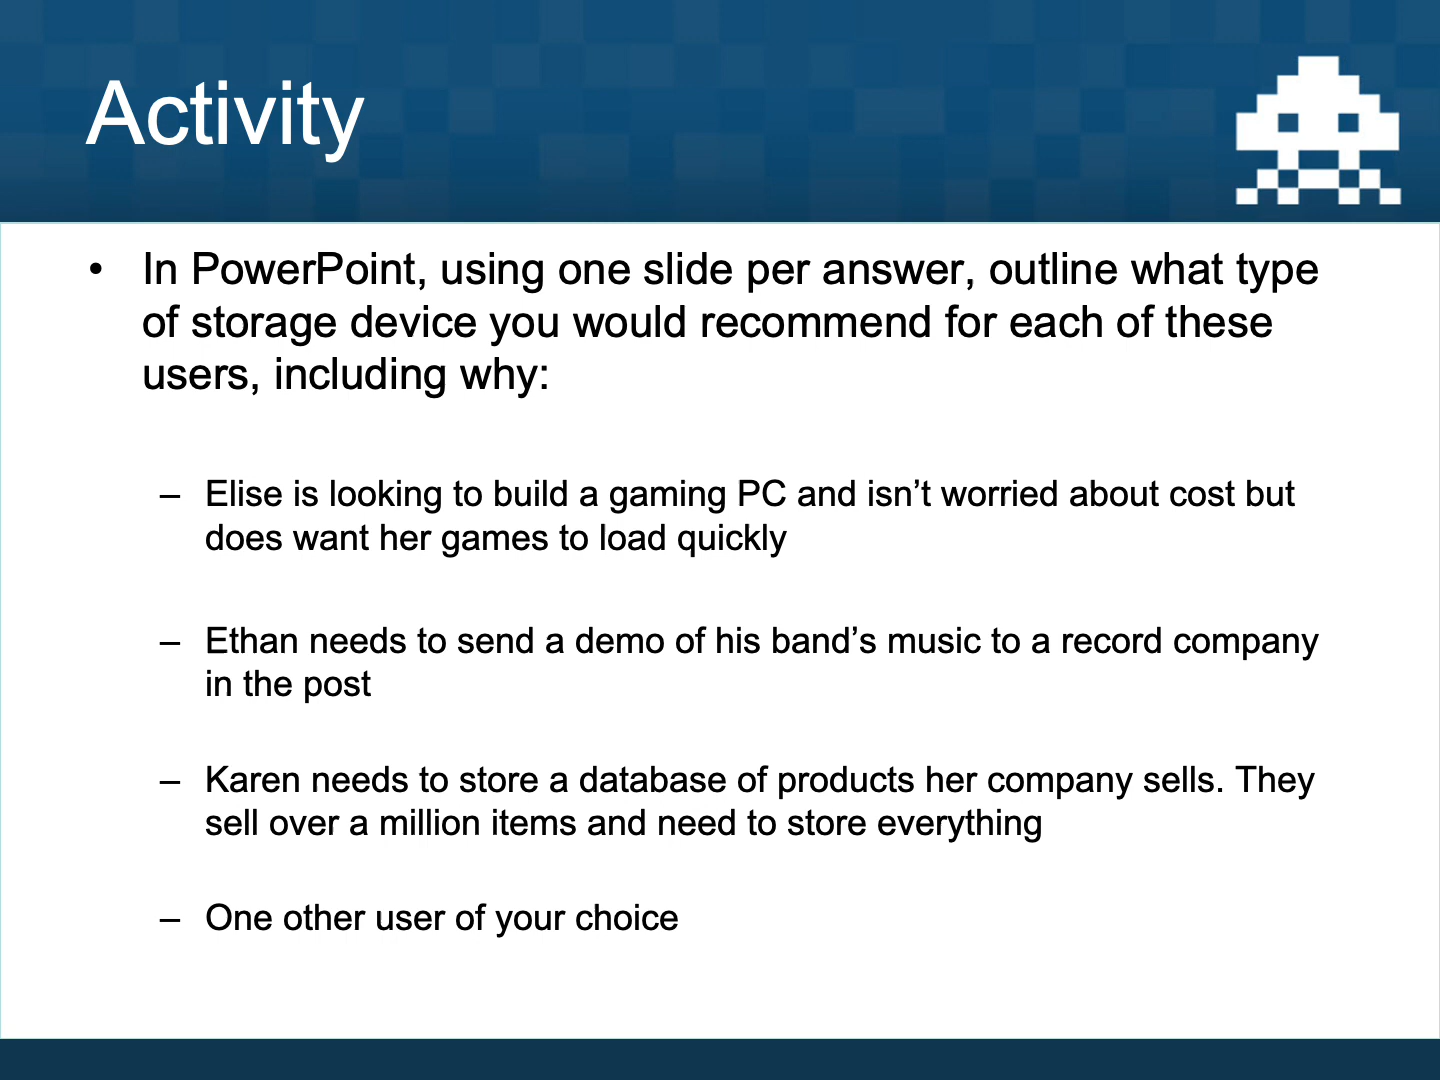 Activity
• In PowerPoint, using one slide per answer, outline what type
of storage device you would recommend for each of these
users, including why:
– Elise is looking to build a gaming PC and isn’t worried about cost but
does want her games to load quickly
– Ethan needs to send a demo of his band’s music to a record company
in the post
– Karen needs to store a database of products her company sells. They
sell over a million items and need to store everything
– One other user of your choice